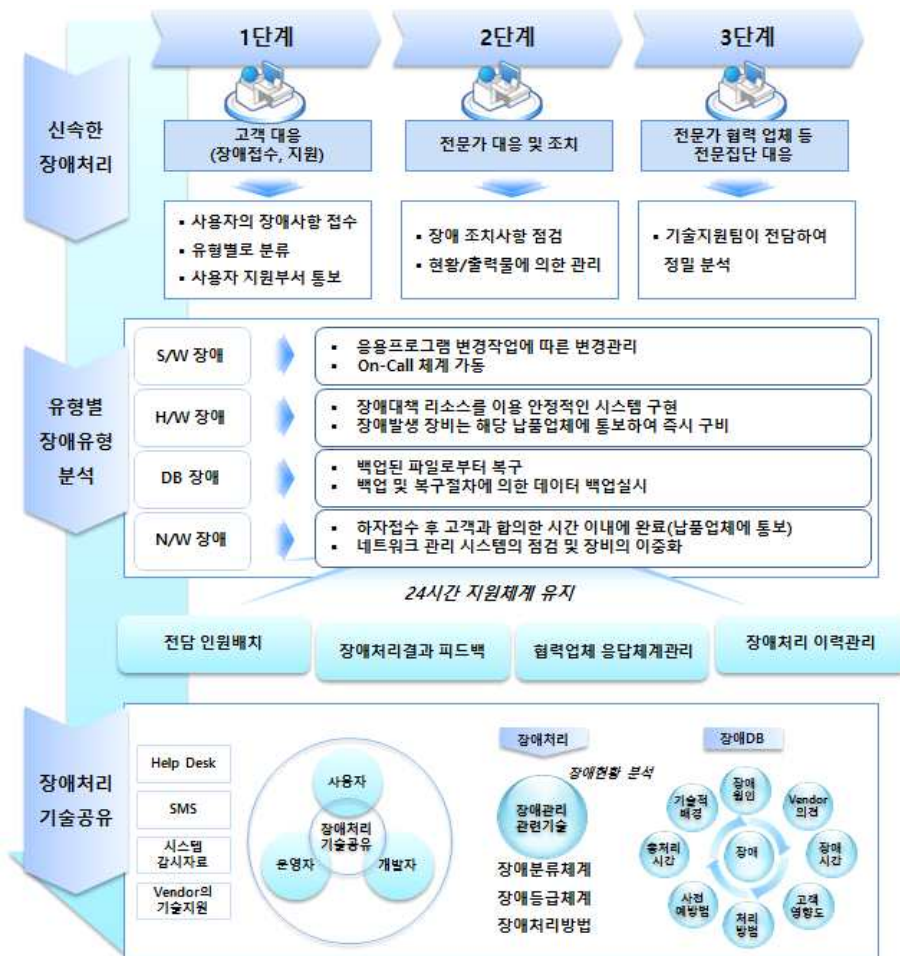 1단계
2단계
3단계
신속한
장애처리
고객 대응
(장애접수, 지원)
전문가 대응 및 조치
전문가 협력 업체 등
전문집단 대응
▪ 사용자의 장애사항 접수
▪ 유형별로 분류
▪ 사용자 지원부서 통보
▪ 장애 조치사항 점검
▪ 현황/출력물에 의한 관리
▪ 기술지원팀이 전담하여
정밀 분석
유형별
장애유형
분석
S/W 장애
▪ 응용프로그램 변경작업에 따른 변경관리
▪ On-Call 체계 가동
H/W 장애
▪ 장애대책 리소스를 이용 안정적인 시스템 구현
▪ 장애발생 장비는 해당 납품업체에 통보하여 즉시 구비
DB 장애
▪ 백업된 파일로부터 복구
▪ 백업 및 복구절차에 의한 데이터 백업실시
N/W 장애
▪ 하자접수 후 고객과 합의한 시간 이내에 완료(납품업체에 통보)
▪ 네트워크 관리 시스템의 점검 및 장비의 이중화
24시간 지원체계 유지
전담 인원배치
장애처리결과 피드백
협력업체 응답체계관리
장애처리 이력관리
장애처리
기술공유
Help Desk
SMS
시스템
감시자료
Vendor의
기술지원
사용자
장애처리
기술공유
운영자
개발자
장애처리
장애현황 분석
장애관리
관련기술
장애분류체계
장애등급체계
장애처리방법
장애DB
장애
원인
Vendor
의견
장애
시간
고객
영향도
처리
방법
사전
예방법
총처리
시간
기술적
배경
장애